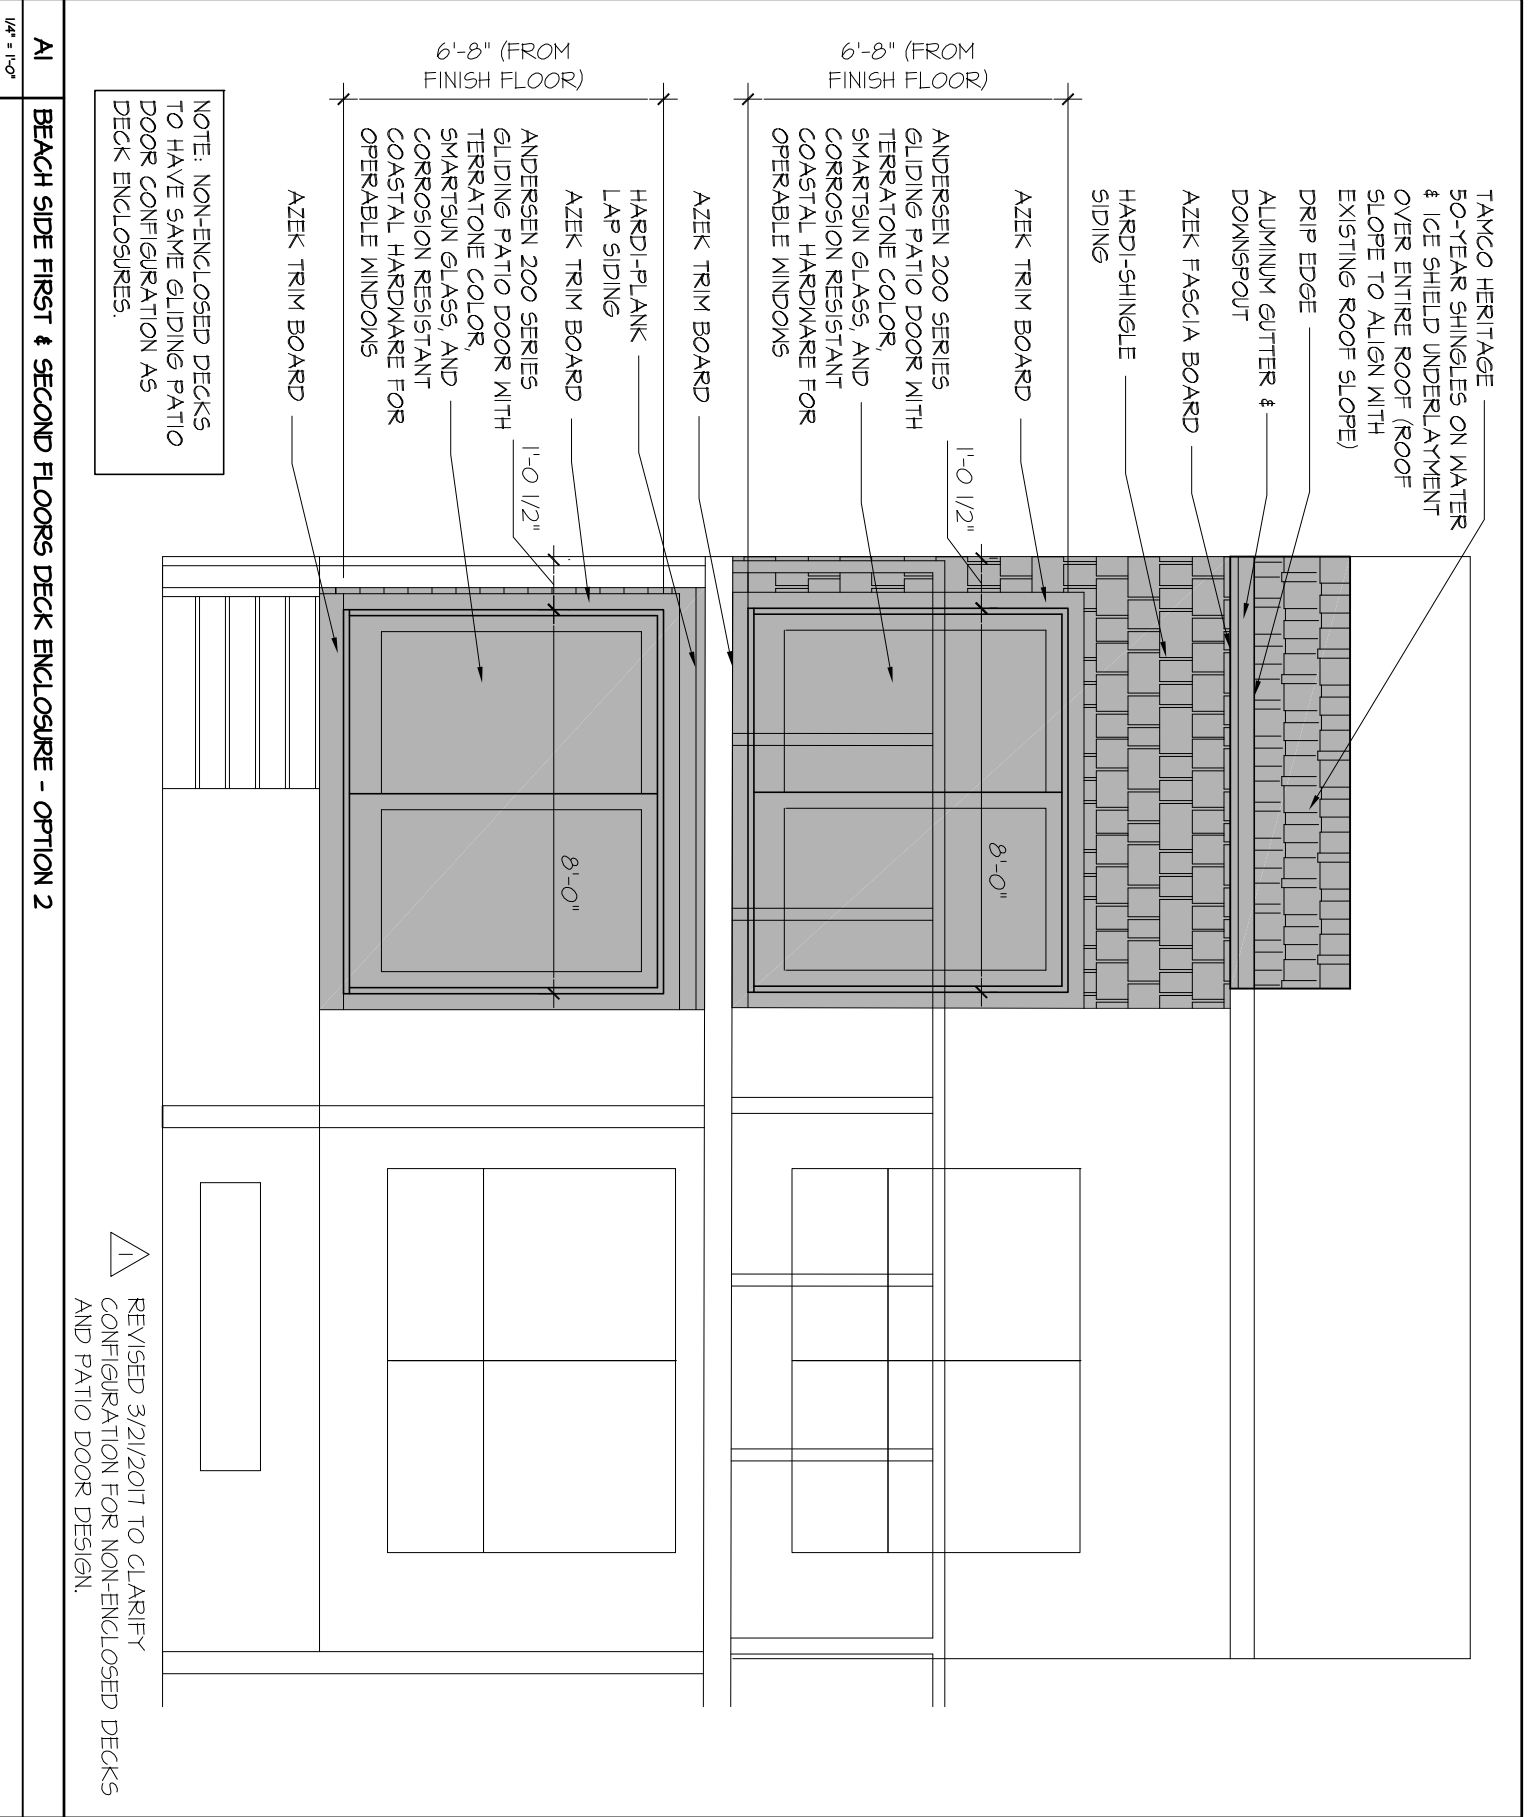 TAMCO HERITAGE
50-YEAR SHINGLES ON WATER
& ICE SHIELD UNDERLAYMENT
OVER ENTIRE ROOF (ROOF
SLOPE TO ALIGN WITH
EXISTING ROOF SLOPE)
DRIP EDGE
ALUMINUM GUTTER &
DOWNSPOUT
AZEK FASCIA BOARD
HARDI-SHINGLE
SIDING
AZEK TRIM BOARD
1'-0 1/2"
8'-0"
6'-8" (FROM
FINISH FLOOR)
ANDERSEN 200 SERIES
GLIDING PATIO DOOR WITH
TERRATONE COLOR,
SMARTSUN GLASS, AND
CORROSION RESISTANT
COASTAL HARDWARE FOR
OPERABLE WINDOWS
AZEK TRIM BOARD
HARDI-PLANK
LAP SIDING
AZEK TRIM BOARD
1'-0 1/2"
8'-0"
6'-8" (FROM
FINISH FLOOR)
ANDERSEN 200 SERIES
GLIDING PATIO DOOR WITH
TERRATONE COLOR,
SMARTSUN GLASS, AND
CORROSION RESISTANT
COASTAL HARDWARE FOR
OPERABLE WINDOWS
AZEK TRIM BOARD
NOTE: NON-ENCLOSED DECKS
TO HAVE SAME GLIDING PATIO
DOOR CONFIGURATION AS
DECK ENCLOSURES.
1
REVISED 3/21/2017 TO CLARIFY
CONFIGURATION FOR NON-ENCLOSED DECKS
AND PATIO DOOR DESIGN.
A1
BEACH SIDE FIRST & SECOND FLOORS DECK ENCLOSURE - OPTION 2
1/4" = 1'-0"